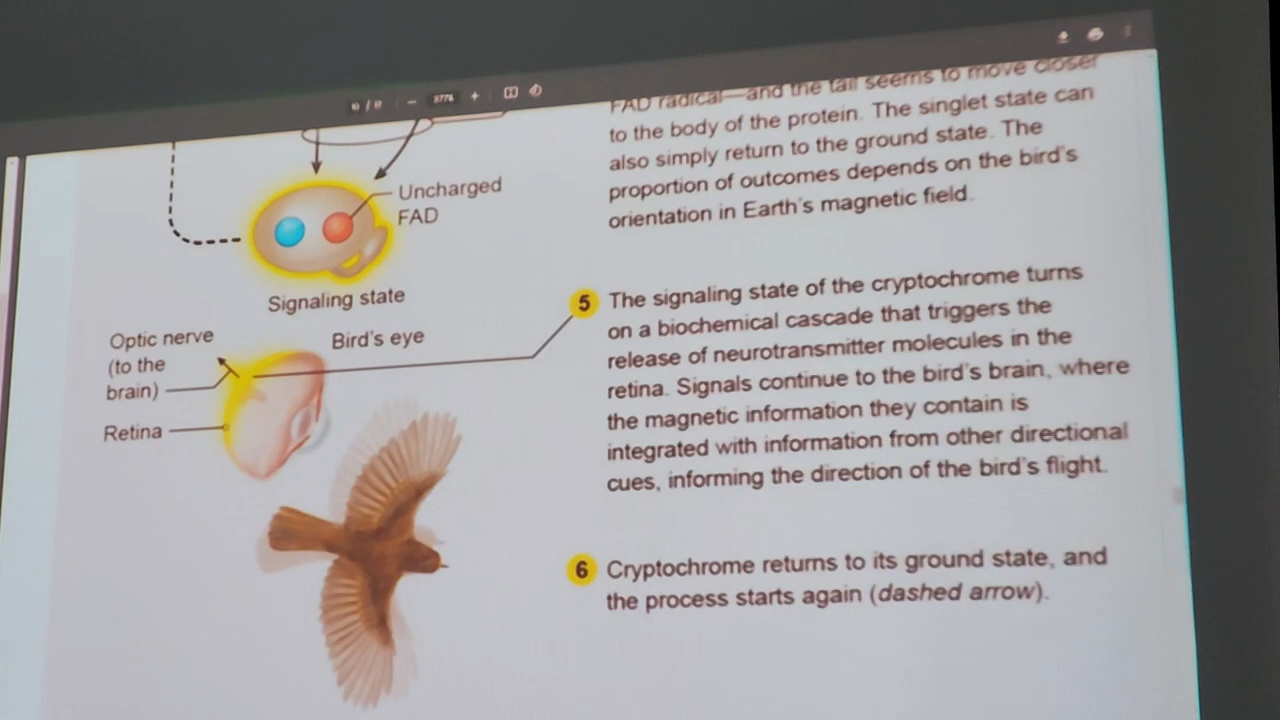 FAD radical—and the tail seems to move closer
to the body of the protein. The singlet state can
also simply return to the ground state. The
proportion of outcomes depends on the bird's
orientation in Earth's magnetic field.
Uncharged
FAD
Signaling state
Optic nerve
(to the
brain)
Bird's eye
Retina
5 The signaling state of the cryptochrome turns
on a biochemical cascade that triggers the
release of neurotransmitter molecules in the
retina. Signals continue to the bird's brain, where
the magnetic information they contain is
integrated with information from other directional
cues, informing the direction of the bird's flight.
6 Cryptochrome returns to its ground state, and
the process starts again (dashed arrow).